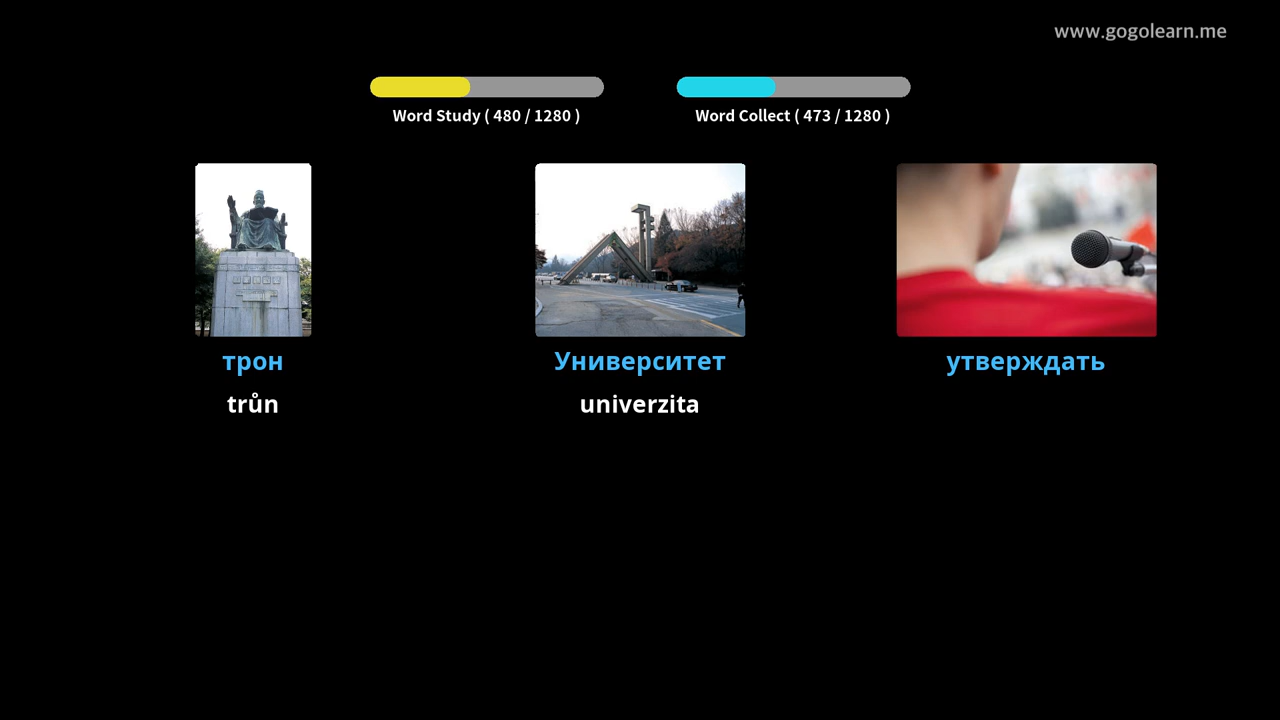 www.gogolearn.me
Word Study ( 480 / 1280 )
Word Collect ( 473 / 1280 )
трон
Университет
утверждать
trůn
univerzita